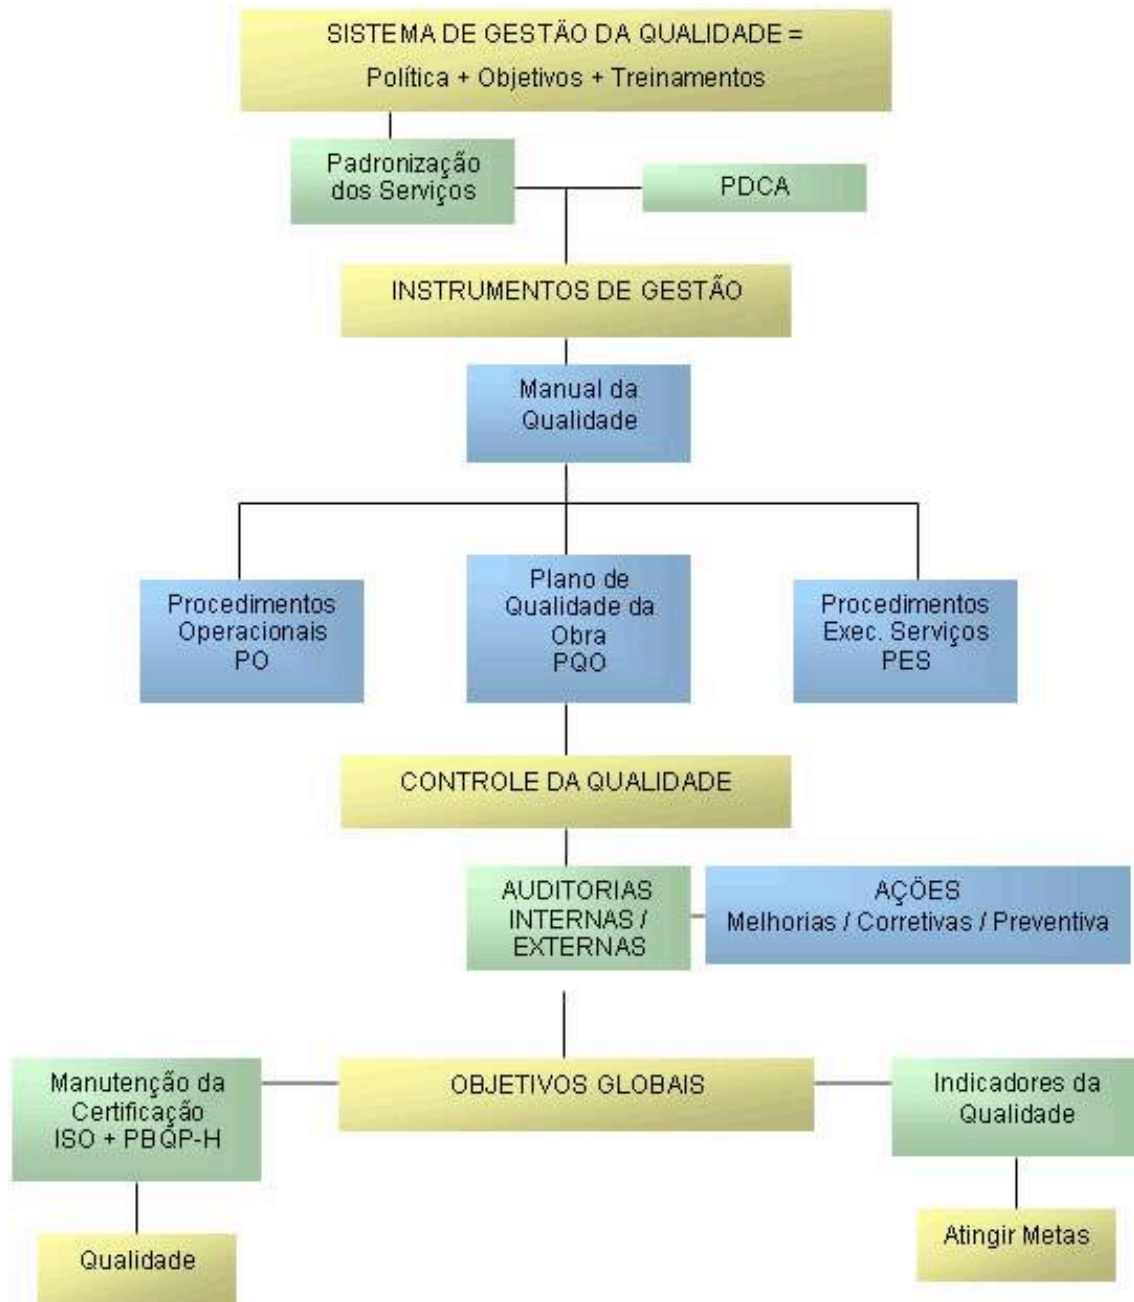 SISTEMA DE GESTÃO DA QUALIDADE =
Política + Objetivos + Treinamentos
Padronização
dos Serviços
PDCA
INSTRUMENTOS DE GESTÃO
Manual da
Qualidade
Procedimentos
Operacionais
PO
Plano de
Qualidade da
Obra
PQO
Procedimentos
Exec. Serviços
PES
CONTROLE DA QUALIDADE
AUDITORIAS
INTERNAS /
EXTERNAS
AÇÕES
Melhorias / Corretivas / Preventiva
Manutenção da
Certificação
ISO + PBQP-H
OBJETIVOS GLOBAIS
Indicadores da
Qualidade
Qualidade
Atingir Metas